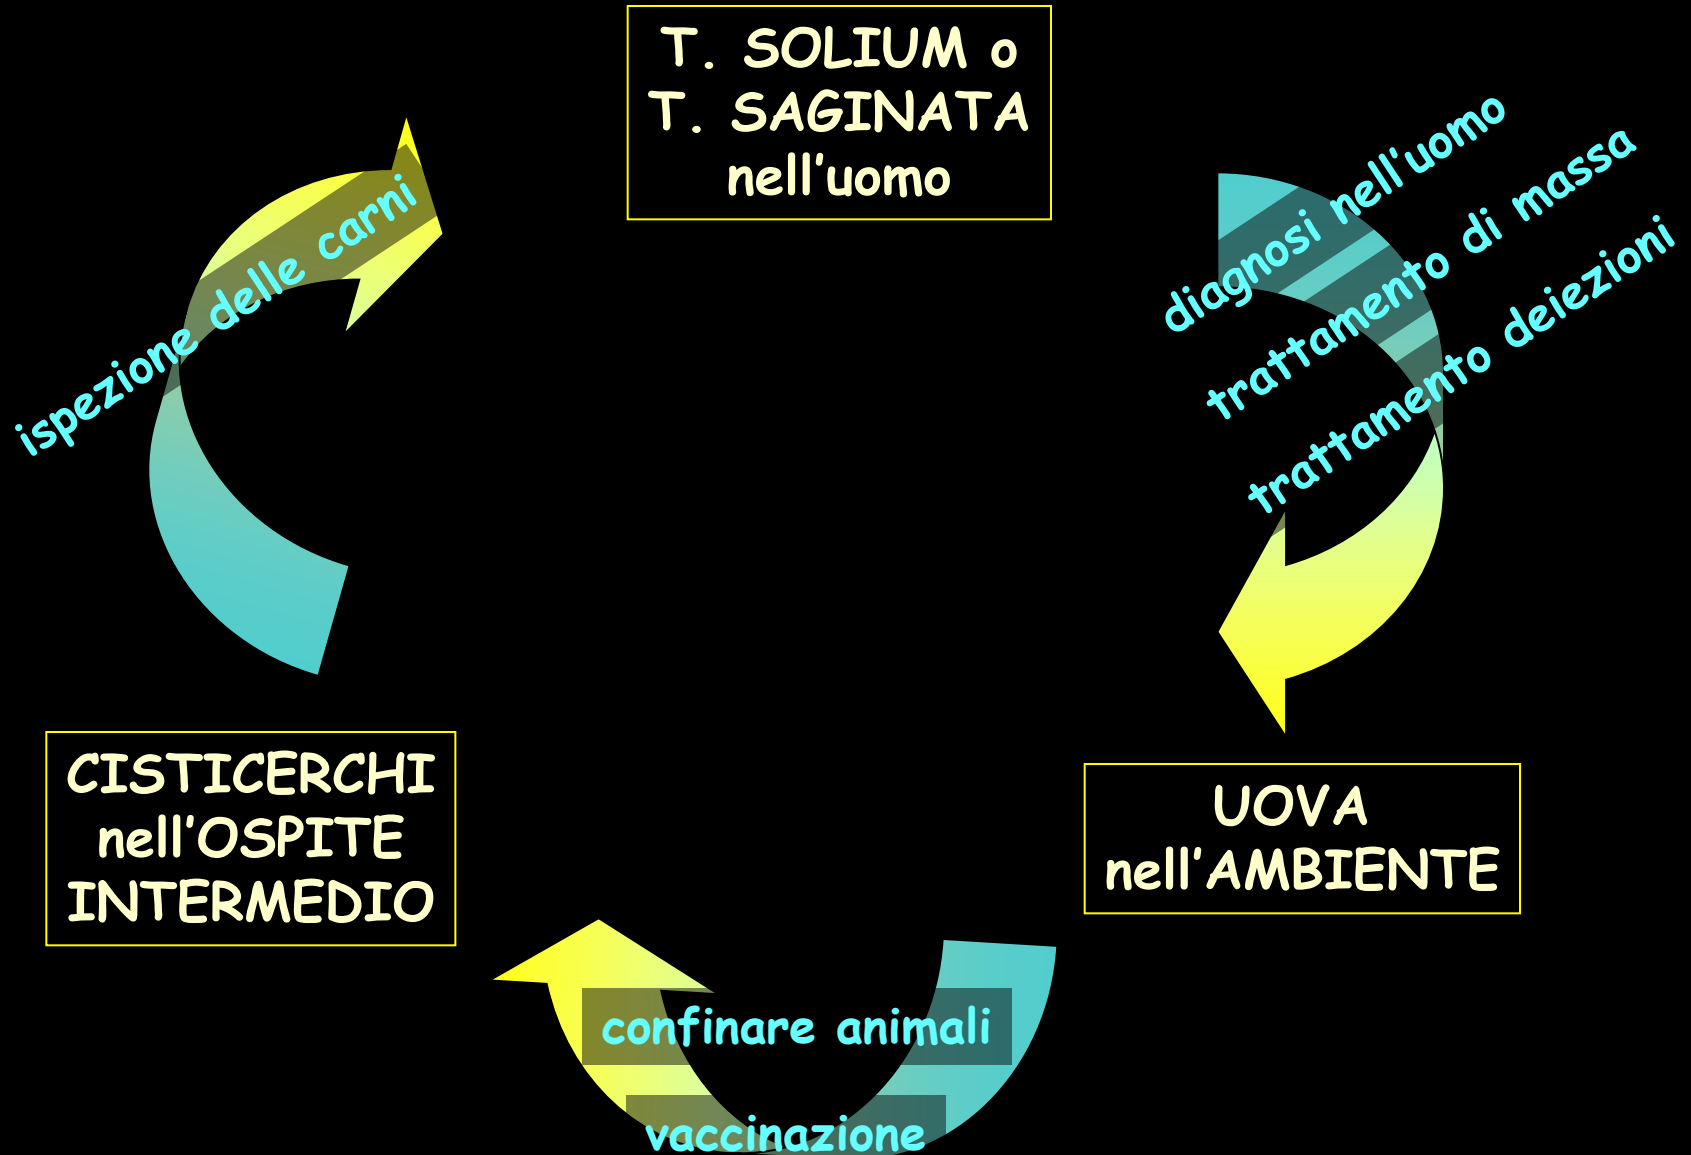 T. SOLIUM o
T. SAGINATA
nell'uomo
diagnosi nell'uomo
trattamento di massa
trattamento deiezioni
ispezione delle carni
CISTICERCHI
nell'OSPITE
INTERMEDIO
UOVA
nell'AMBIENTE
confinare animali
vaccinazione